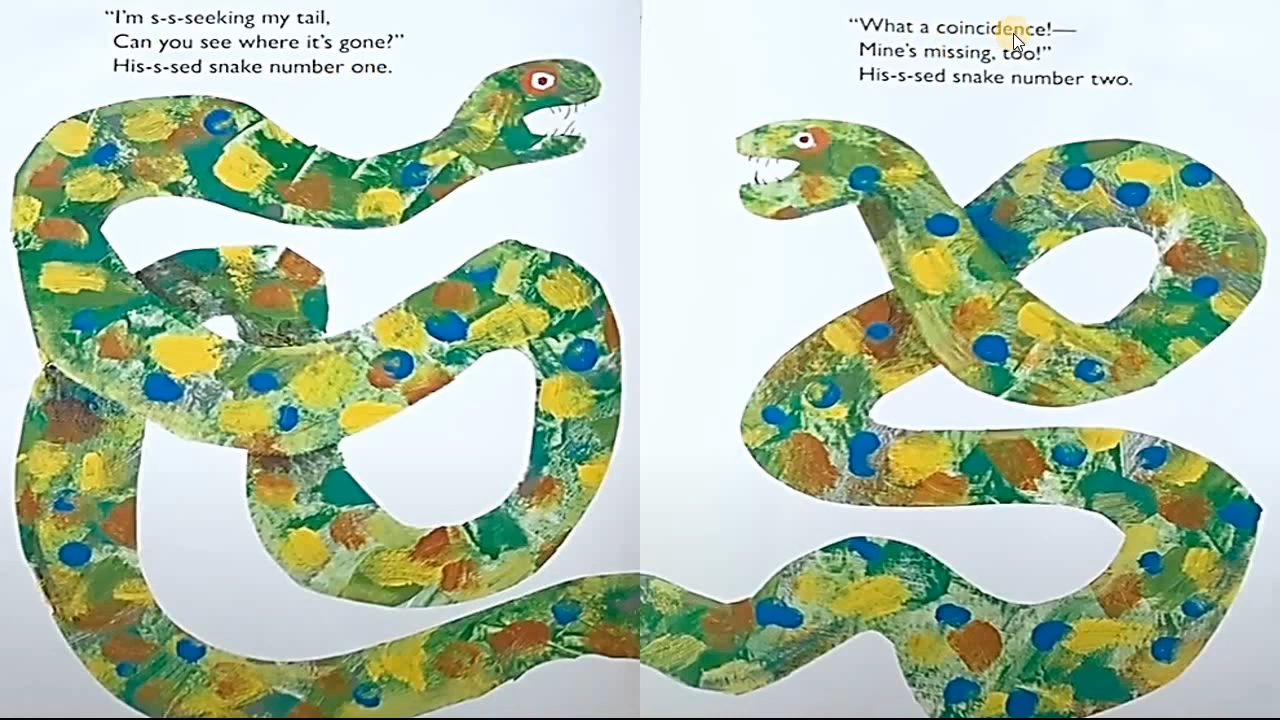 “I’m s-s-seeking my tail,
Can you see where it’s gone?”
His-s-sed snake number one.
“What a coincidence!—
Mine’s missing, too!”
His-s-sed snake number two.